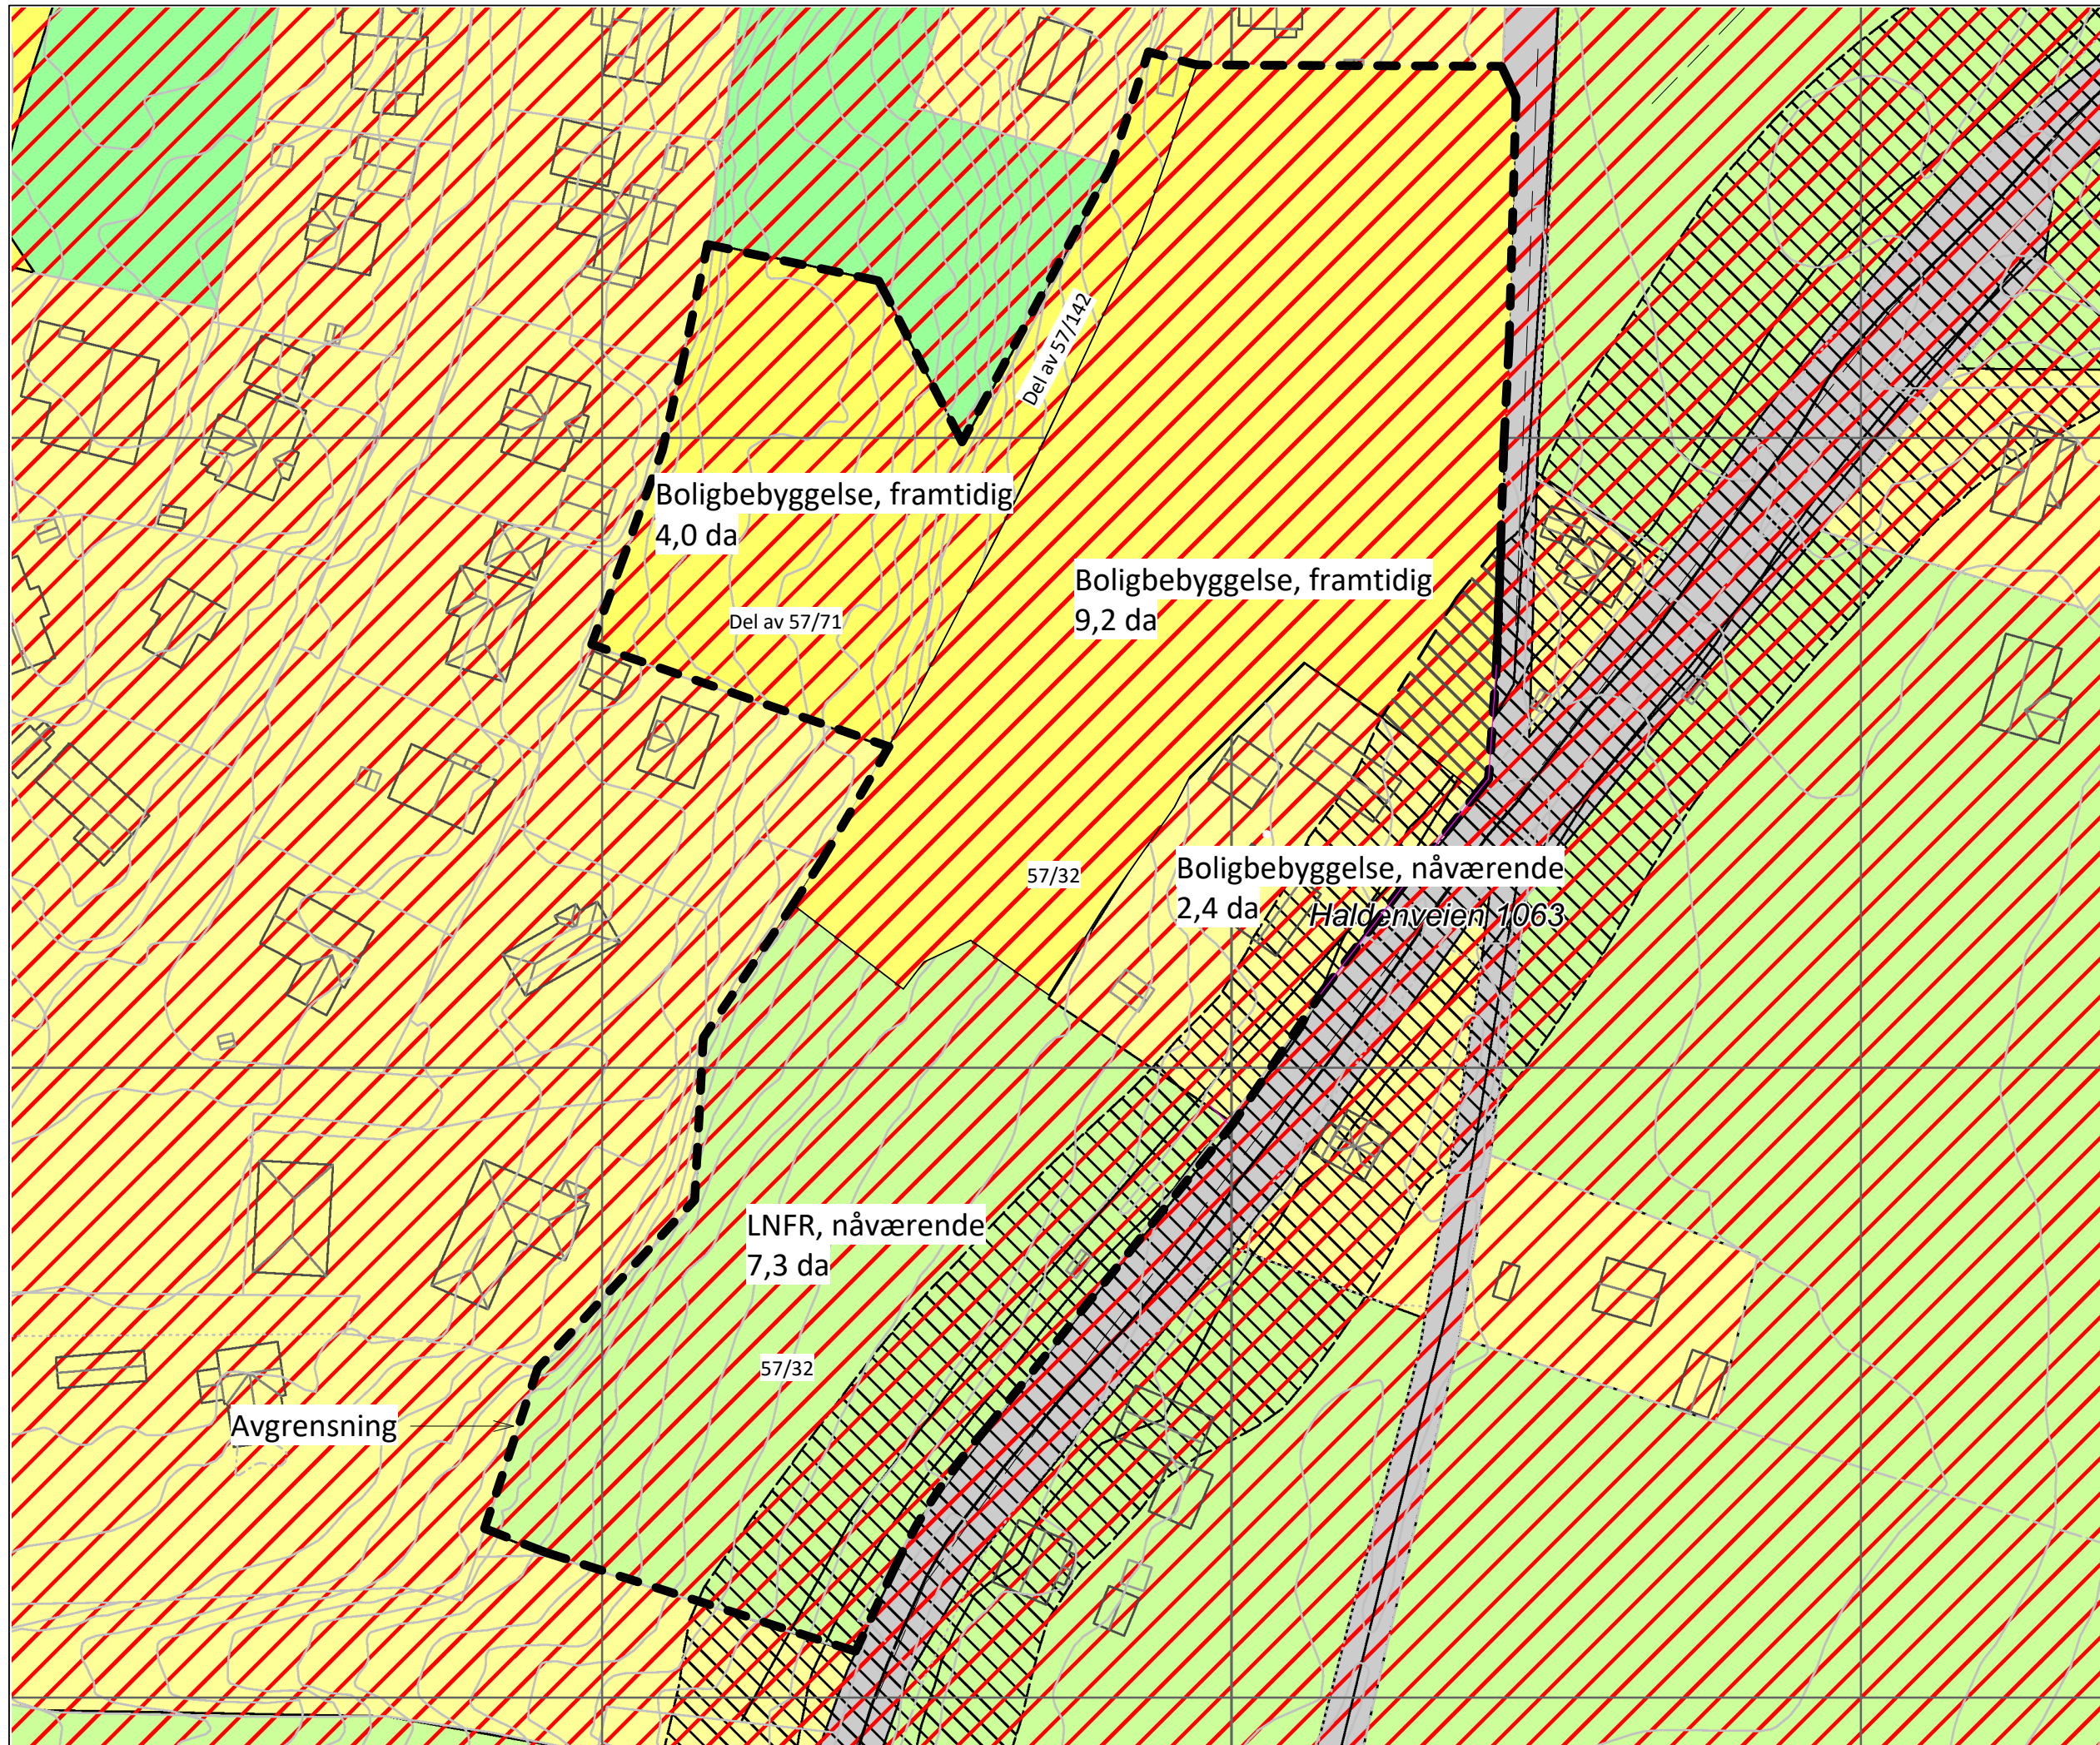 Del av 57/142
Boligbebyggelse, framtidig
4,0 da
Boligbebyggelse, framtidig
9,2 da
Del av 57/71
57/32
Boligbebyggelse, nåværende
2,4 da
Haldenveien 1063
LNFR, nåværende
7,3 da
57/32
Avgrensning